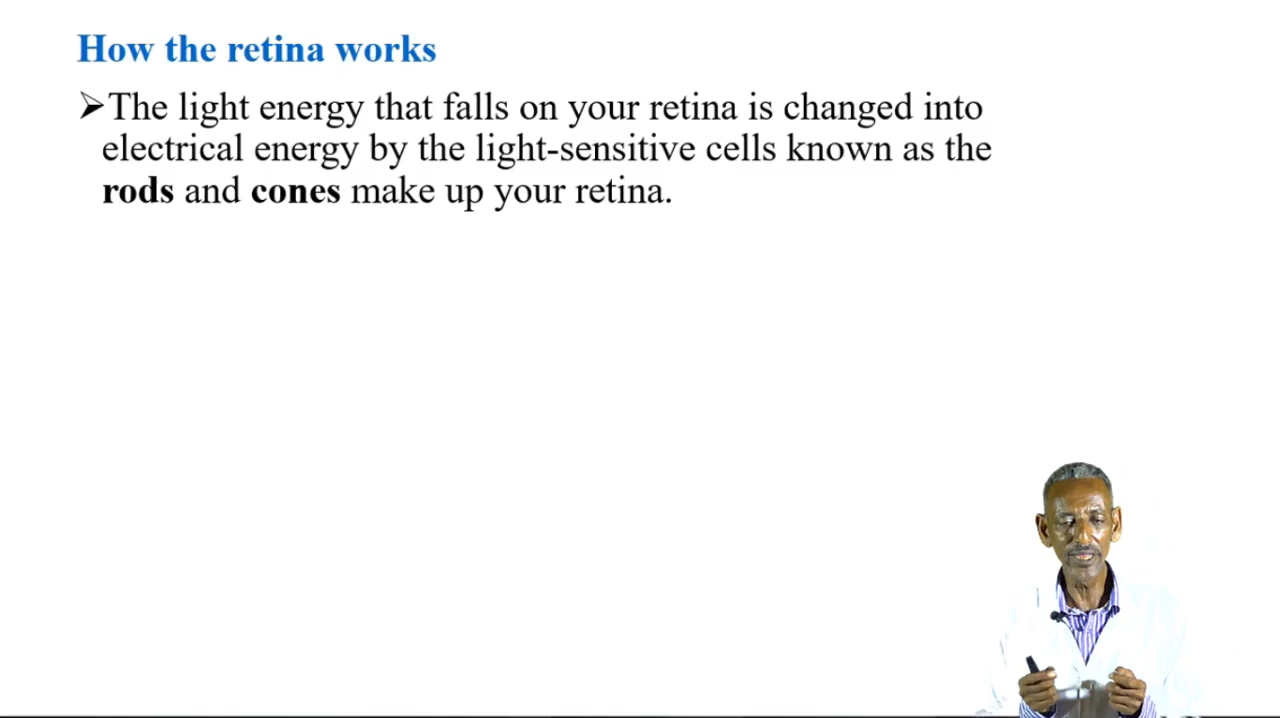 How the retina works
➢The light energy that falls on your retina is changed into
electrical energy by the light-sensitive cells known as the
rods and cones make up your retina.